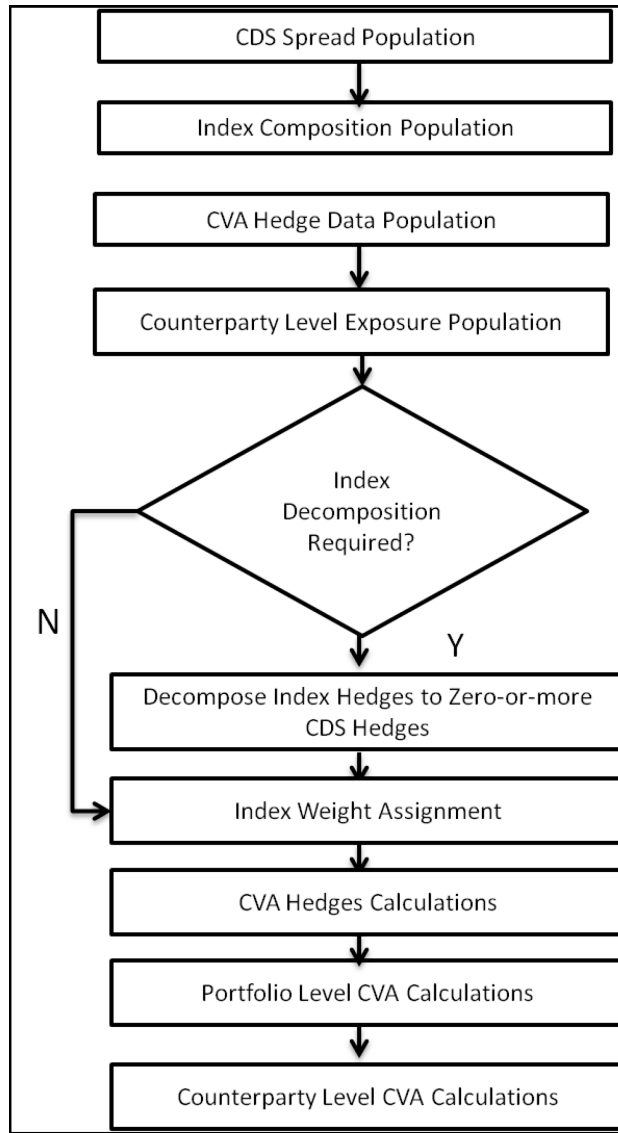 CDS Spread Population
Index Composition Population
CVA Hedge Data Population
Counterparty Level Exposure Population
Index
Decomposition
Required?
N
Y
Decompose Index Hedges to Zero-or-more
CDS Hedges
Index Weight Assignment
CVA Hedges Calculations
Portfolio Level CVA Calculations
Counterparty Level CVA Calculations